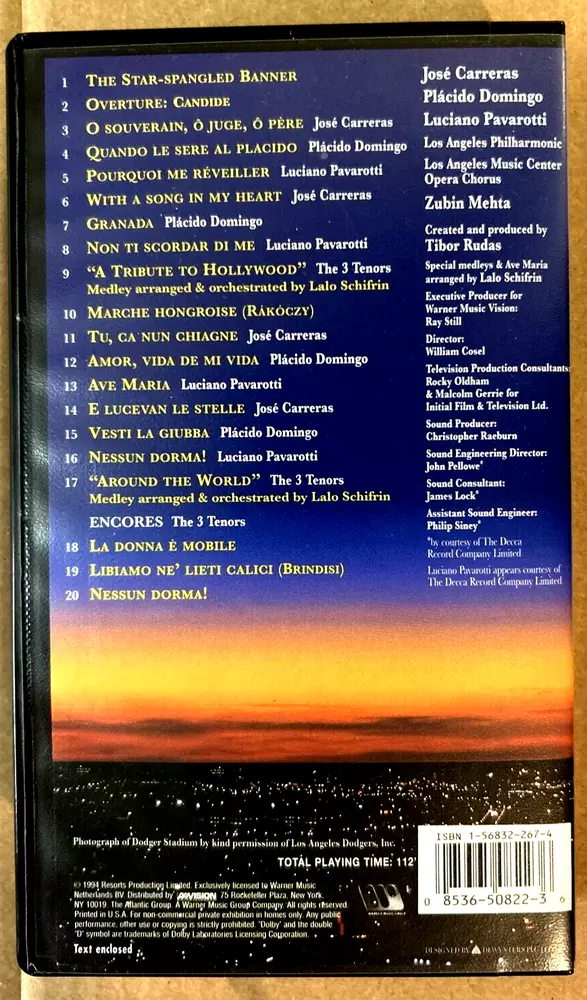 1 THE STAR-SPANGLED BANNER
2 OVERTURE: CANDIDE
3 O SOUVERAIN, Ô JUGE, Ô PÈRE José Carreras
4 QUANDO LE SERE AL PLACIDO Plácido Domingo
5 POURQUOI ME RÉVEILLER Luciano Pavarotti
6 WITH A SONG IN MY HEART José Carreras
7 GRANADA Plácido Domingo
8 NON TI SCORDAR DI ME Luciano Pavarotti
9 "A TRIBUTE TO HOLLYWOOD" The 3 Tenors
Medley arranged & orchestrated by Lalo Schifrin
10 MARCHE HONGROISE (RÁKÓCZY)
11 TU, CA'NUN CHIAGNE José Carreras
12 AMOR, VIDA DE MI VIDA Plácido Domingo
13 AVE MARIA Luciano Pavarotti
14 E LUCEVAN LE STELLE José Carreras
15 VESTI LA GIUBBA Plácido Domingo
16 NESSUN DORMA! Luciano Pavarotti
17 "AROUND THE WORLD" The 3 Tenors
Medley arranged & orchestrated by Lalo Schifrin
ENCORES The 3 Tenors
18 LA DONNA È MOBILE
19 LIBIAMO NE' LIETI CALICI (BRINDISI)
20 NESSUN DORMA!
José Carreras
Plácido Domingo
Luciano Pavarotti
Los Angeles Philharmonic
Los Angeles Music Center
Opera Chorus
Zubin Mehta
Created and produced by
Tibor Rudas
Special medleys & Ave Maria
arranged by Lalo Schifrin
Executive Producer for
Warner Music Vision:
Ray Still
Director:
William Cosel
Television Production Consultants:
Rocky Oldham
& Malcolm Gerrie for
Initial Film & Television Ltd.
Sound Producer:
Christopher Raeburn
Sound Engineering Director:
John Pellowe*
Sound Consultant:
James Lock*
Assistant Sound Engineer:
Philip Siney*
*by courtesy of The Decca
Record Company Limited
Luciano Pavarotti appears courtesy of
The Decca Record Company Limited
Photograph of Dodger Stadium by kind permission of Los Angeles Dodgers, Inc.
TOTAL PLAYING TIME: 112'
ISBN 1-56832-267-4
0 8536-50822-3 6
© 1994 Resorts Production Limited. Exclusively licensed to Warner Music
Netherlands BV. Distributed by A*VISION 75 Rockefeller Plaza, New York,
NY 10019. The Atlantic Group. A Warner Music Group Company. All rights reserved.
Printed in U.S.A. For non-commercial private exhibition in homes only. Any public
performance, other use or copying is strictly prohibited. "Dolby" and the double
"D" symbol are trademarks of Dolby Laboratories Licensing Corporation.
Text enclosed
WARNER MUSIC VISION
DESIGNED BY DEWYNTERS PLC